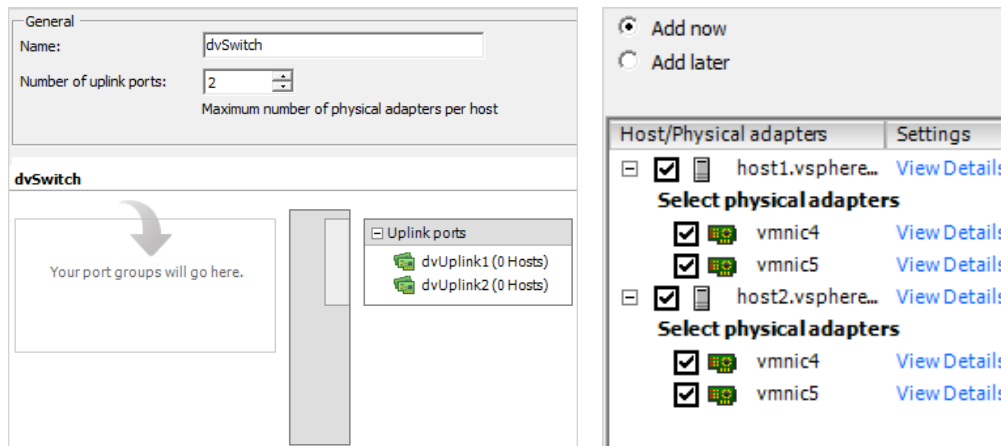 General
Name:
dvSwitch
Number of uplink ports:
2
Maximum number of physical adapters per host
dvSwitch
Your port groups will go here.
Uplink ports
dvUplink1 (0 Hosts)
dvUplink2 (0 Hosts)
Add now
Add later
Host/Physical adapters Settings
host1.vsphere... View Details
Select physical adapters
vmnic4 View Details
vmnic5 View Details
host2.vsphere... View Details
Select physical adapters
vmnic4 View Details
vmnic5 View Details